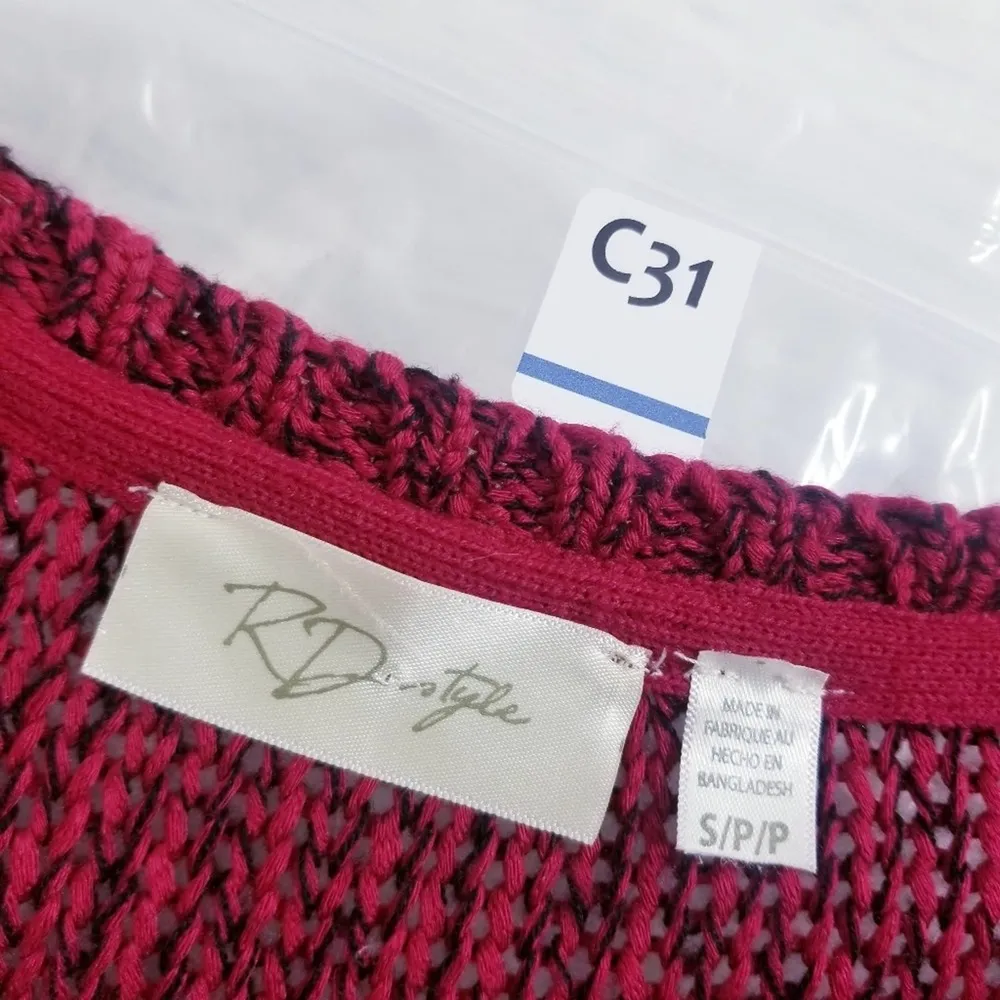 C31
RD style
MADE IN
FABRIQUE AU
HECHO EN
BANGLADESH
S/P/P